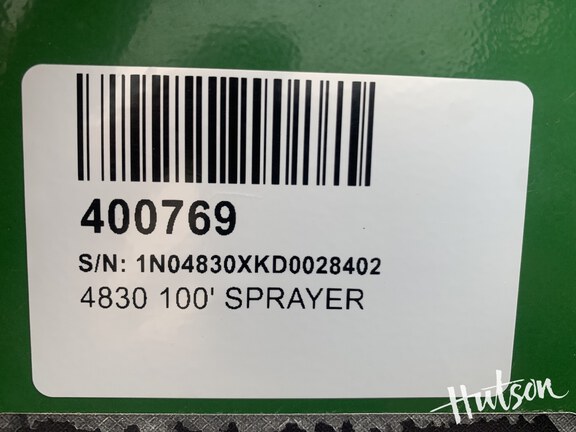 400769
S/N: 1N04830XKD0028402
4830 100' SPRAYER
Hutson